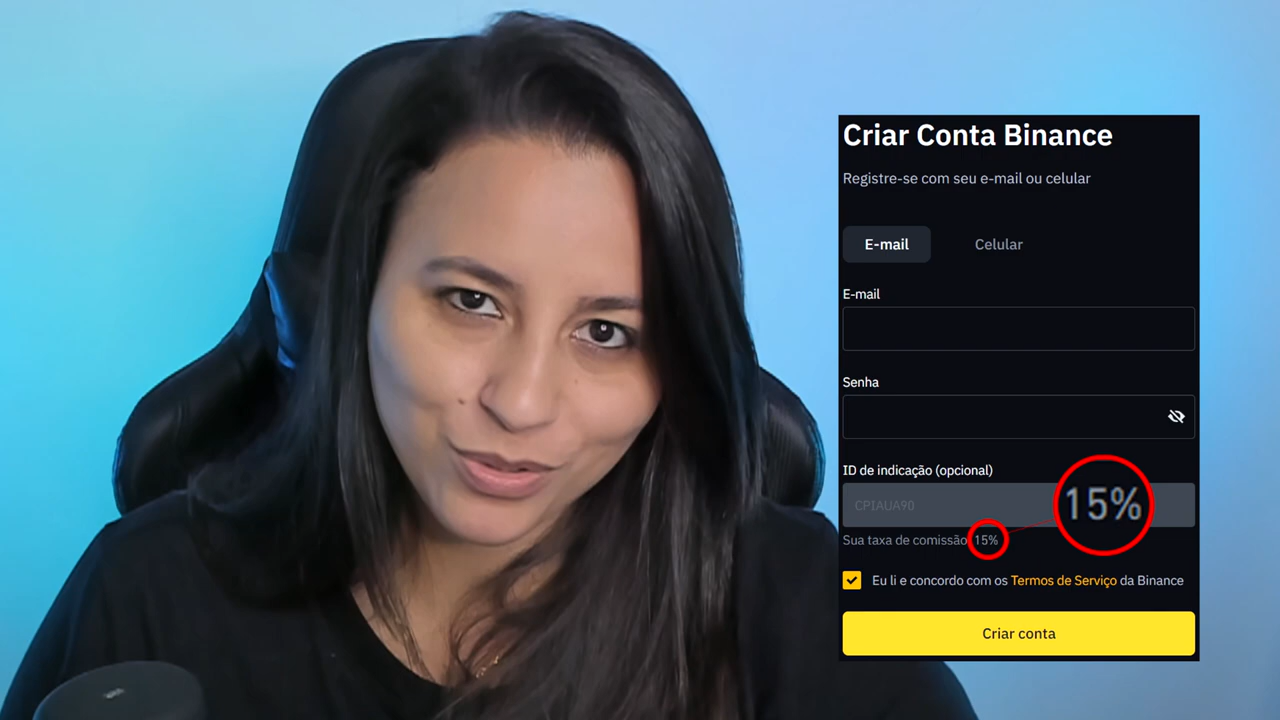 Criar Conta Binance
Registre-se com seu e-mail ou celular
E-mail Celular
E-mail
Senha
ID de indicação (opcional)
CPIAUA90
15%
Sua taxa de comissão 15%
Eu li e concordo com os Termos de Serviço da Binance
Criar conta